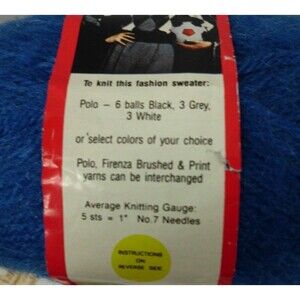 To knit this fashion sweater:
Polo – 6 balls Black, 3 Grey,
3 White
or select colors of your choice
Polo, Firenza Brushed & Print
yarns can be interchanged
Average Knitting Gauge:
5 sts = 1" No.7 Needles
INSTRUCTIONS
ON
REVERSE SIDE